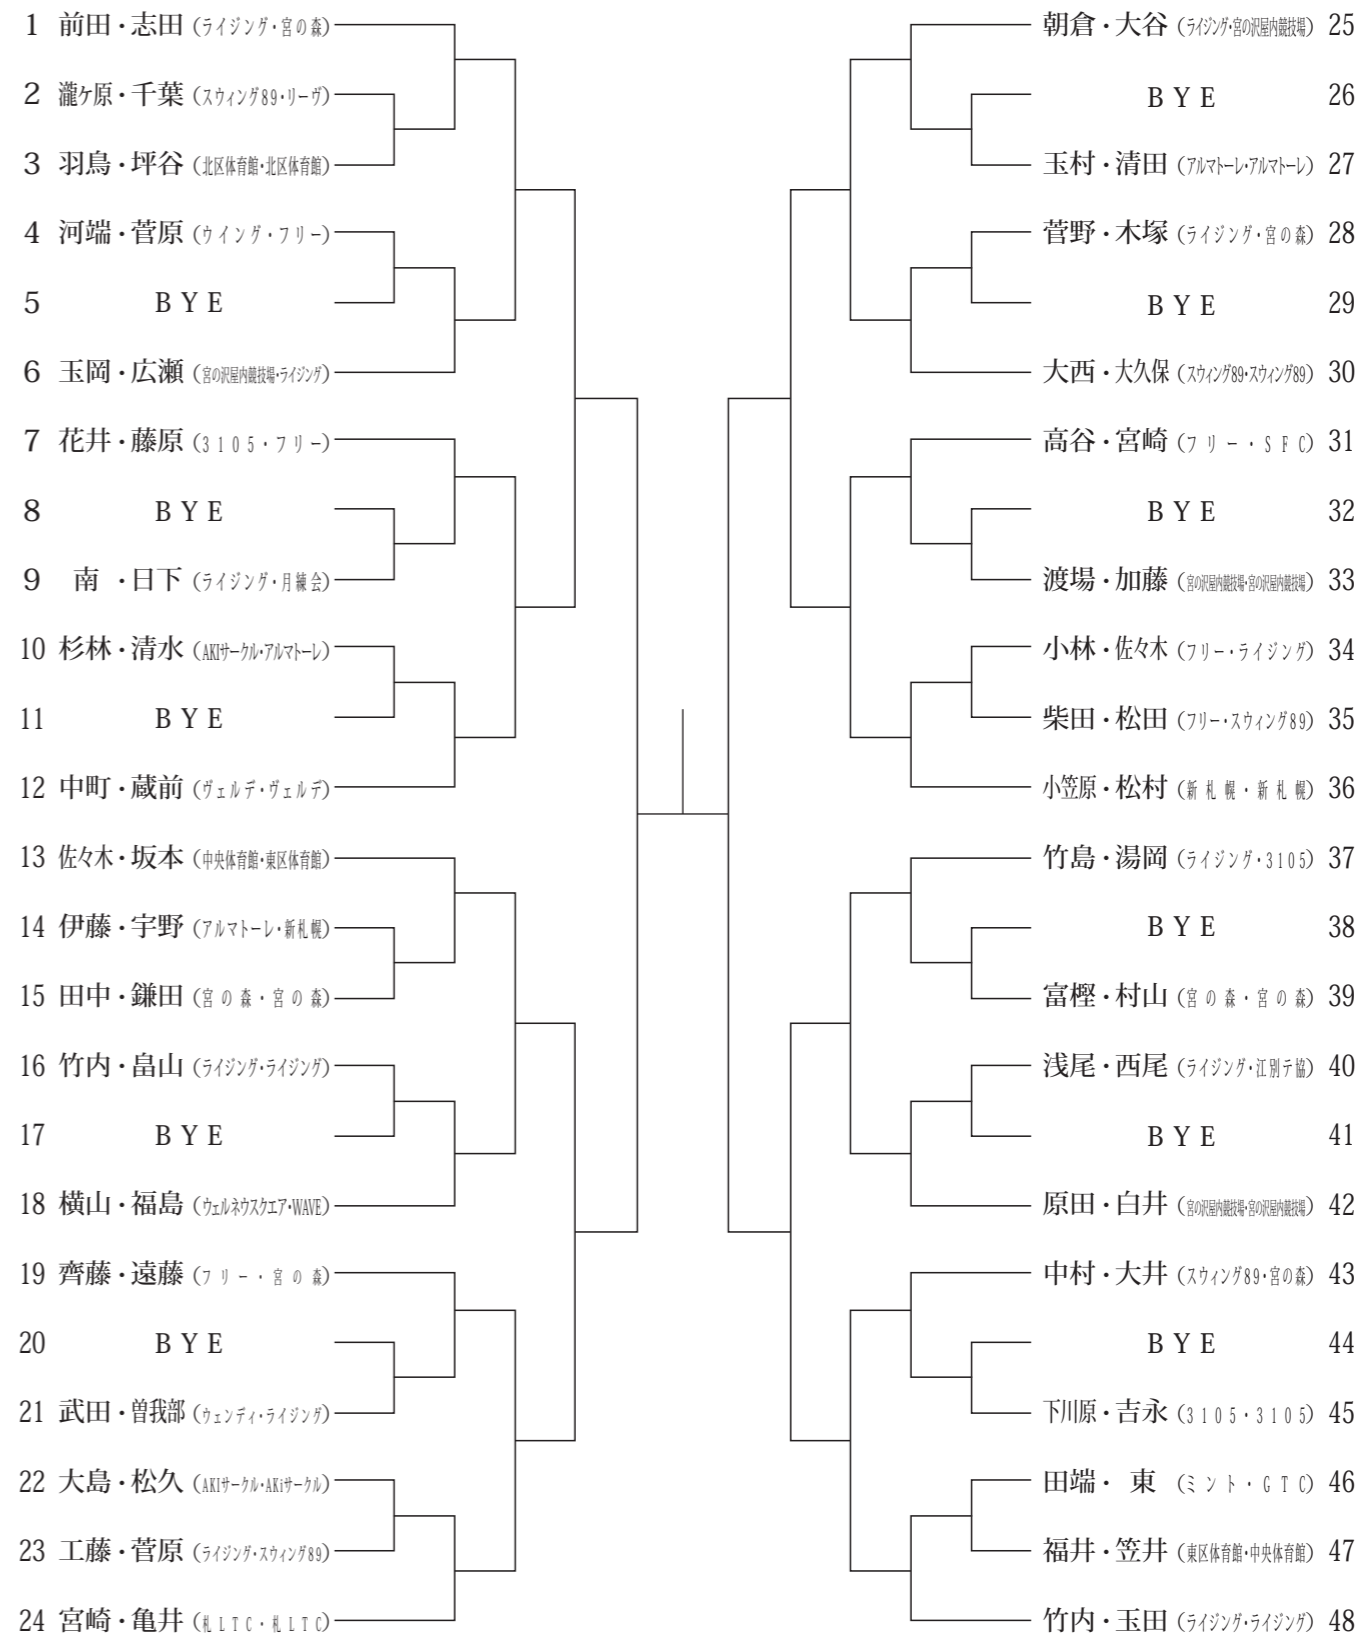 1 前田・志田 (ライジング・宮の森)
2 瀧ケ原・千葉 (スウィング89・リーヴ)
3 羽鳥・坪谷 (北区体育館・北区体育館)
4 河端・菅原 (ウイング・フリー)
5 BYE
6 玉岡・広瀬 (宮の沢屋内競技場・ライジング)
7 花井・藤原 (3105・フリー)
8 BYE
9 南・日下 (ライジング・月練会)
10 杉林・清水 (AKIサークル・アルマトーレ)
11 BYE
12 中町・蔵前 (ヴェルデ・ヴェルデ)
13 佐々木・坂本 (中央体育館・東区体育館)
14 伊藤・宇野 (アルマトーレ・新札幌)
15 田中・鎌田 (宮の森・宮の森)
16 竹内・畠山 (ライジング・ライジング)
17 BYE
18 横山・福島 (ウェルネウスクエア・WAVE)
19 齊藤・遠藤 (フリー・宮の森)
20 BYE
21 武田・曽我部 (ウェンディ・ライジング)
22 大島・松久 (AKIサークル・AKiサークル)
23 工藤・菅原 (ライジング・スウィング89)
24 宮崎・亀井 (札LTC・札LTC)
朝倉・大谷 (ライジング・宮の沢屋内競技場) 25
BYE 26
玉村・清田 (アルマトーレ・アルマトーレ) 27
菅野・木塚 (ライジング・宮の森) 28
BYE 29
大西・大久保 (スウィング89・スウィング89) 30
高谷・宮崎 (フリー・SFC) 31
BYE 32
渡場・加藤 (宮の沢屋内競技場・宮の沢屋内競技場) 33
小林・佐々木 (フリー・ライジング) 34
柴田・松田 (フリー・スウィング89) 35
小笠原・松村 (新札幌・新札幌) 36
竹島・湯岡 (ライジング・3105) 37
BYE 38
富樫・村山 (宮の森・宮の森) 39
浅尾・西尾 (ライジング・江別テ協) 40
BYE 41
原田・白井 (宮の沢屋内競技場・宮の沢屋内競技場) 42
中村・大井 (スウィング89・宮の森) 43
BYE 44
下川原・吉永 (3105・3105) 45
田端・東 (ミント・GTC) 46
福井・笠井 (東区体育館・中央体育館) 47
竹内・玉田 (ライジング・ライジング) 48